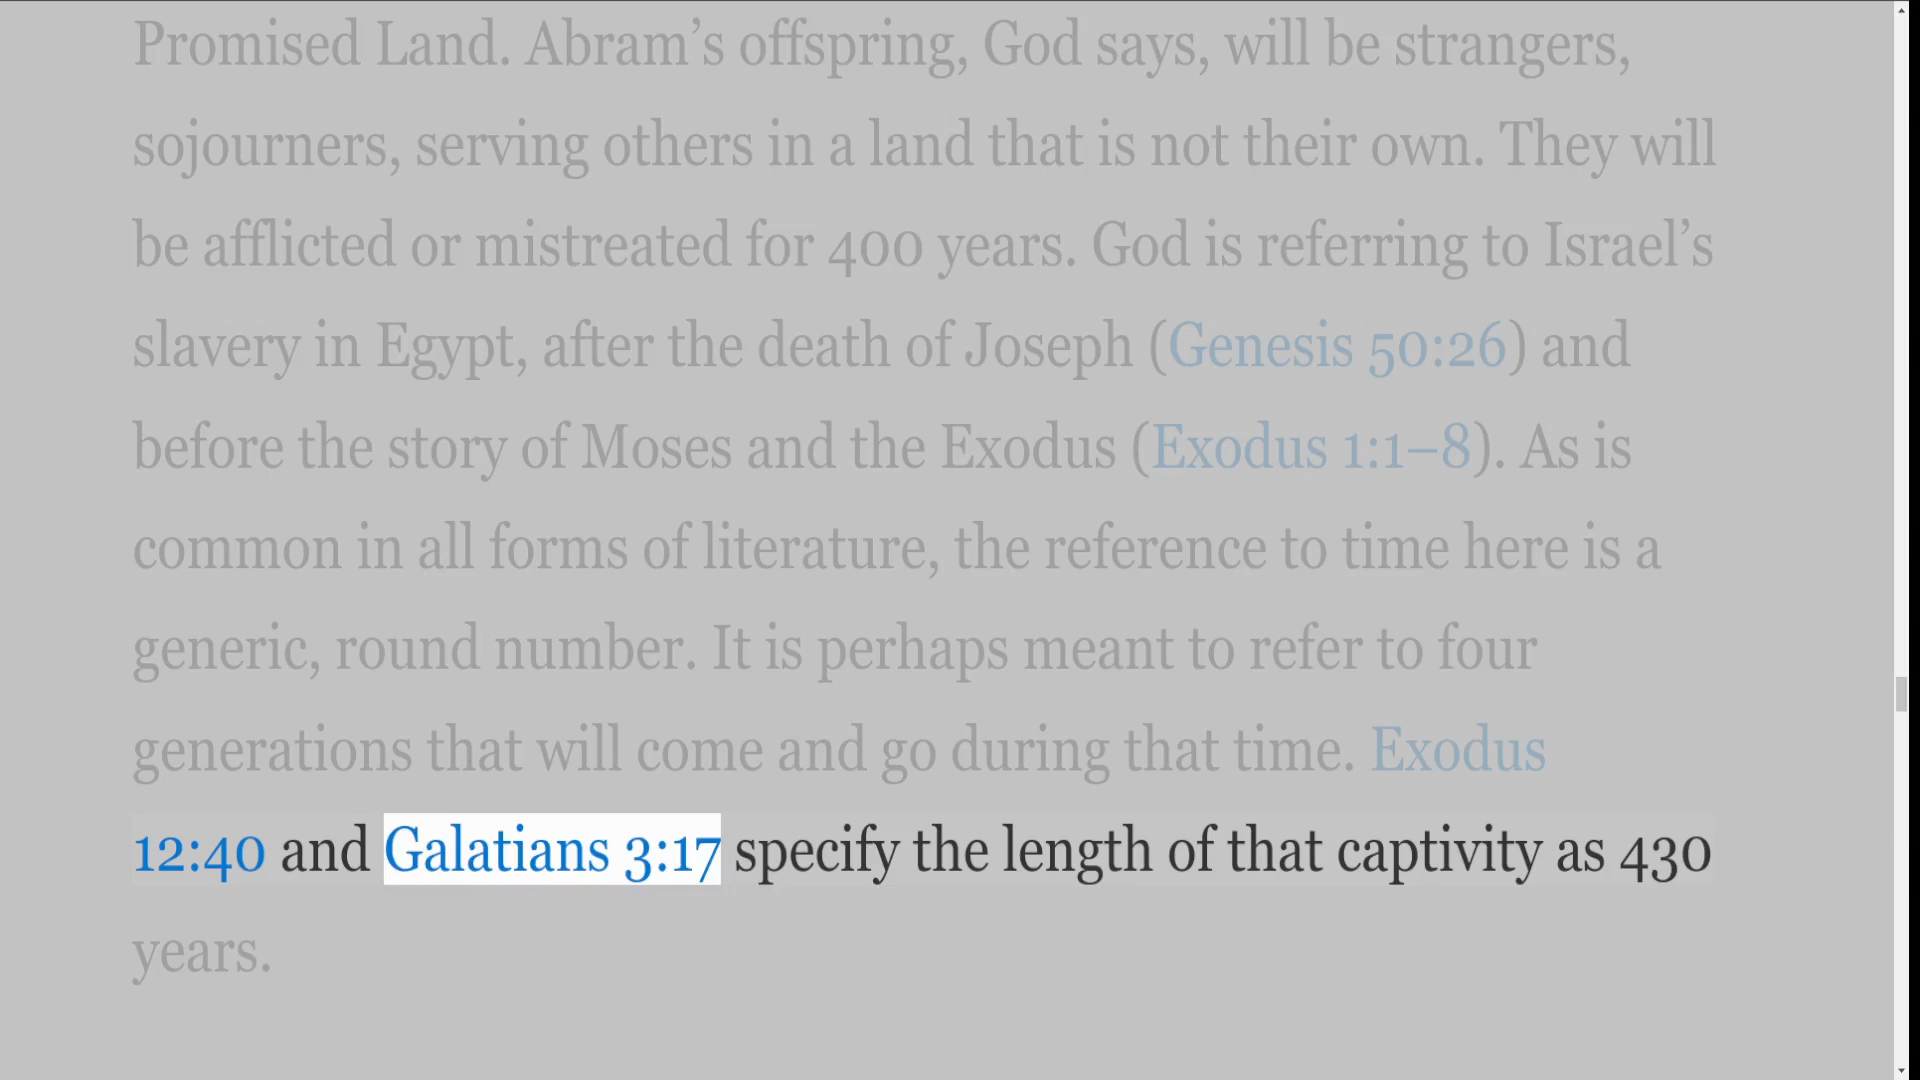 Promised Land. Abram’s offspring, God says, will be strangers,
sojourners, serving others in a land that is not their own. They will
be afflicted or mistreated for 400 years. God is referring to Israel’s
slavery in Egypt, after the death of Joseph (Genesis 50:26) and
before the story of Moses and the Exodus (Exodus 1:1–8). As is
common in all forms of literature, the reference to time here is a
generic, round number. It is perhaps meant to refer to four
generations that will come and go during that time. Exodus
12:40 and Galatians 3:17 specify the length of that captivity as 430
years.